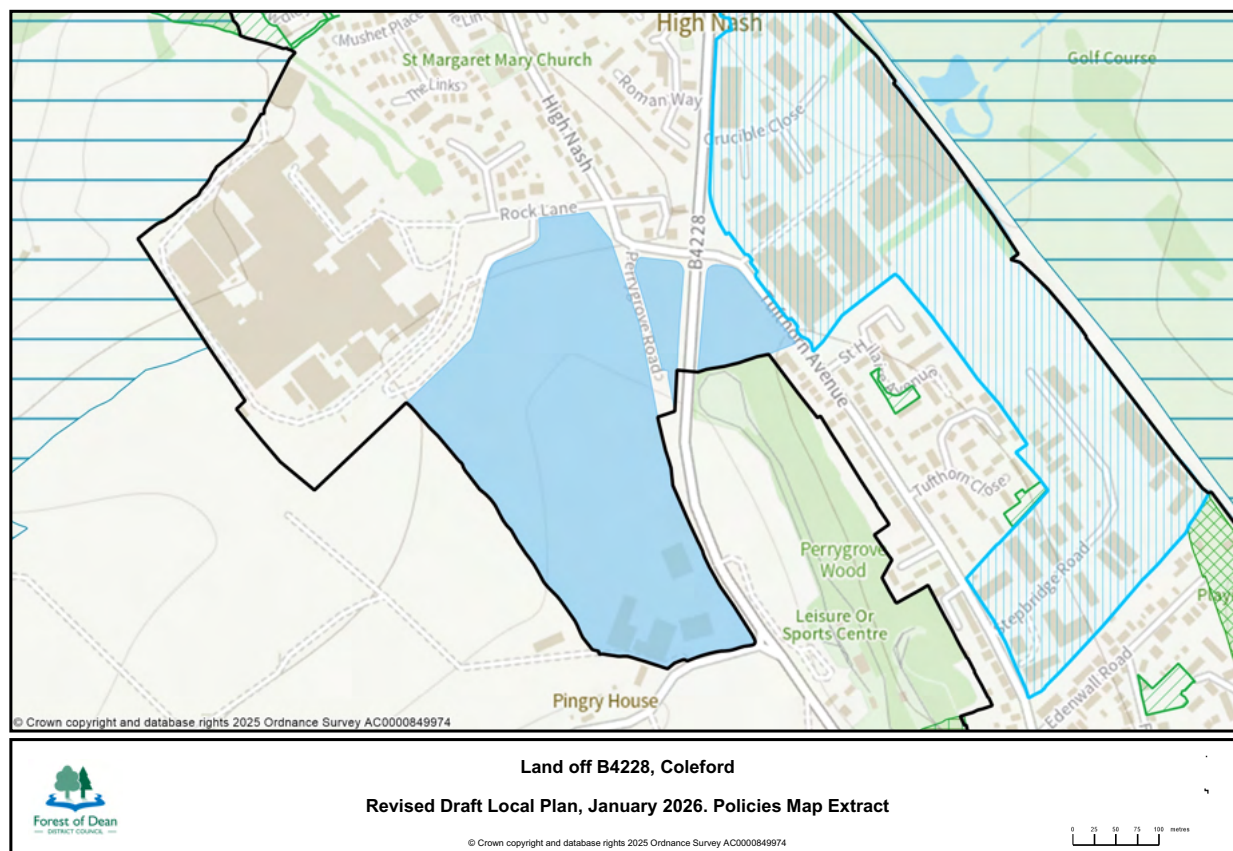 High Nash
Mushet Place
St Margaret Mary Church
Golf Course
The Links
Roman Way
High Nash
Crucible Close
Rock Lane
B4228
Perrygrove Road
Tufthorn Avenue
St Hilaire Avenue
Tufthorn Close
Perrygrove
Wood
Stepbridge Road
Leisure Or
Sports Centre
Edenwall Road
Pingry House
© Crown copyright and database rights 2025 Ordnance Survey AC0000849974
Land off B4228, Coleford
Revised Draft Local Plan, January 2026. Policies Map Extract
© Crown copyright and database rights 2025 Ordnance Survey AC0000849974
Forest of Dean
DISTRICT COUNCIL
0 25 50 75 100 metres